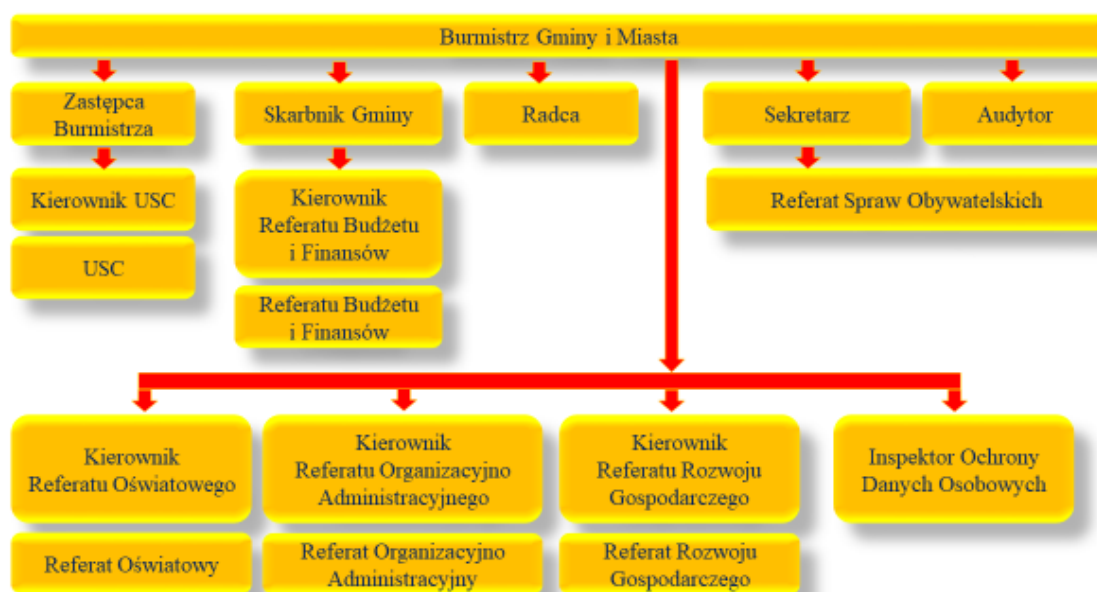 Burmistrz Gminy i Miasta
Zastępca
Burmistrza
Skarbnik Gminy
Radca
Sekretarz
Audytor
Kierownik USC
Kierownik
Referatu Budżetu
i Finansów
Referat Spraw Obywatelskich
USC
Referatu Budżetu
i Finansów
Kierownik
Referatu Oświatowego
Kierownik
Referatu Organizacyjno
Administracyjnego
Kierownik
Referatu Rozwoju
Gospodarczego
Inspektor Ochrony
Danych Osobowych
Referat Oświatowy
Referat Organizacyjno
Administracyjny
Referat Rozwoju
Gospodarczego